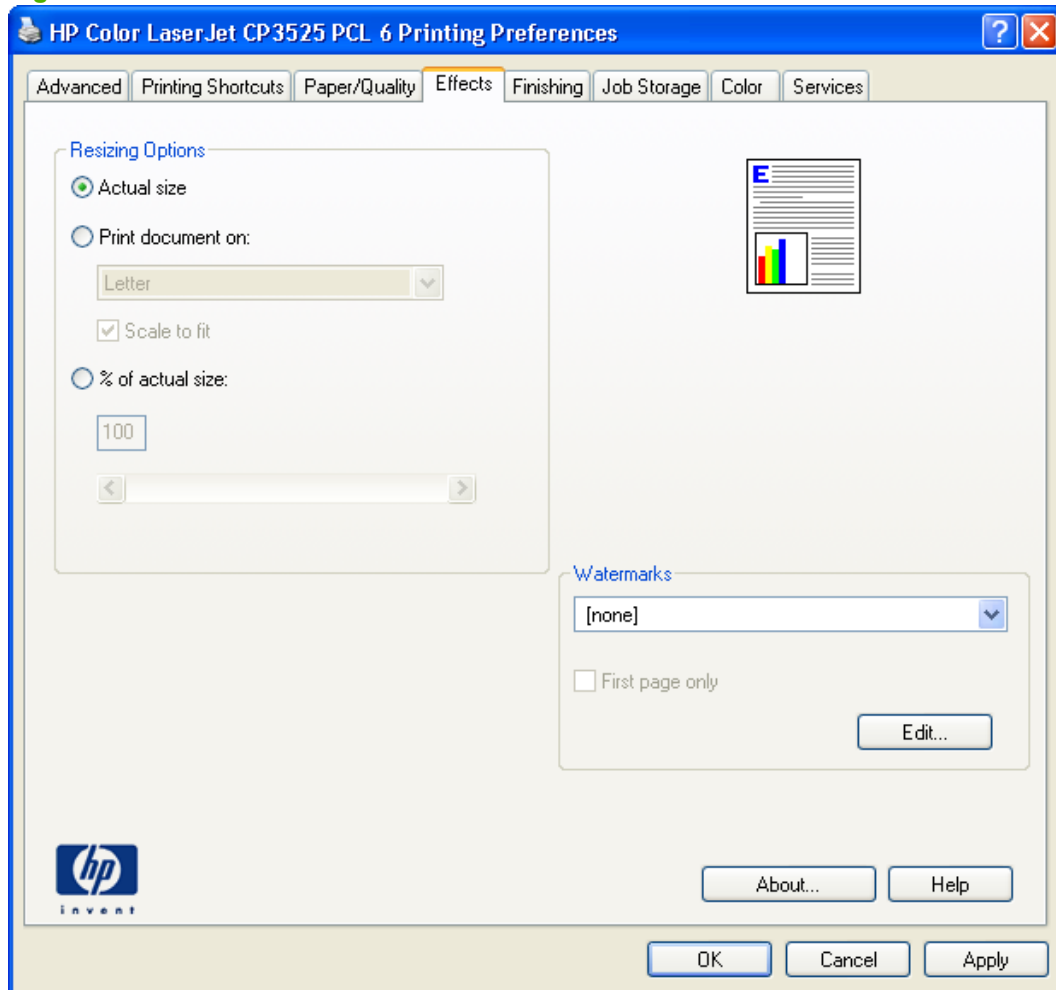 HP Color LaserJet CP3525 PCL 6 Printing Preferences
Advanced Printing Shortcuts Paper/Quality Effects Finishing Job Storage Color Services
Resizing Options
Actual size
E
Print document on:
Letter
Scale to fit
% of actual size:
100
Watermarks
[none]
First page only
Edit...
hp
invent
About... Help
OK Cancel Apply